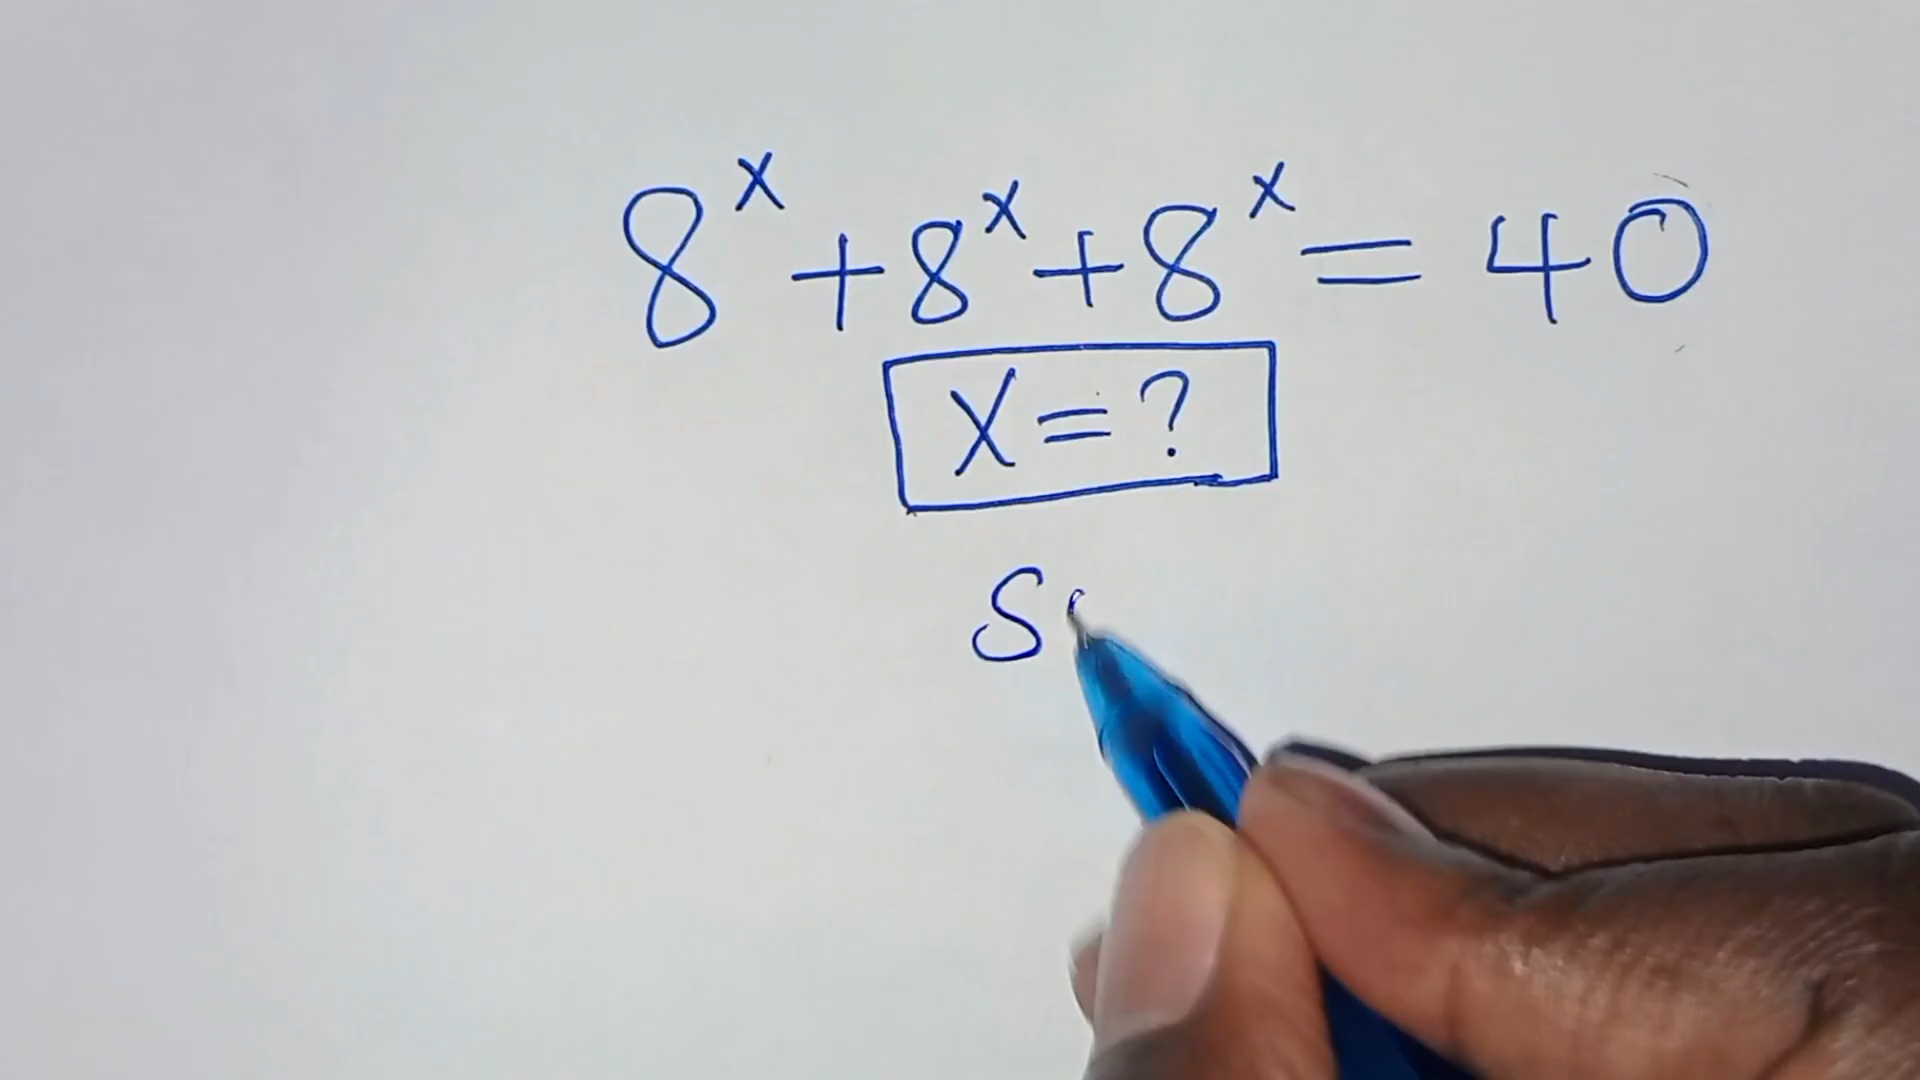 8^x + 8^x + 8^x = 40
X = ?
S